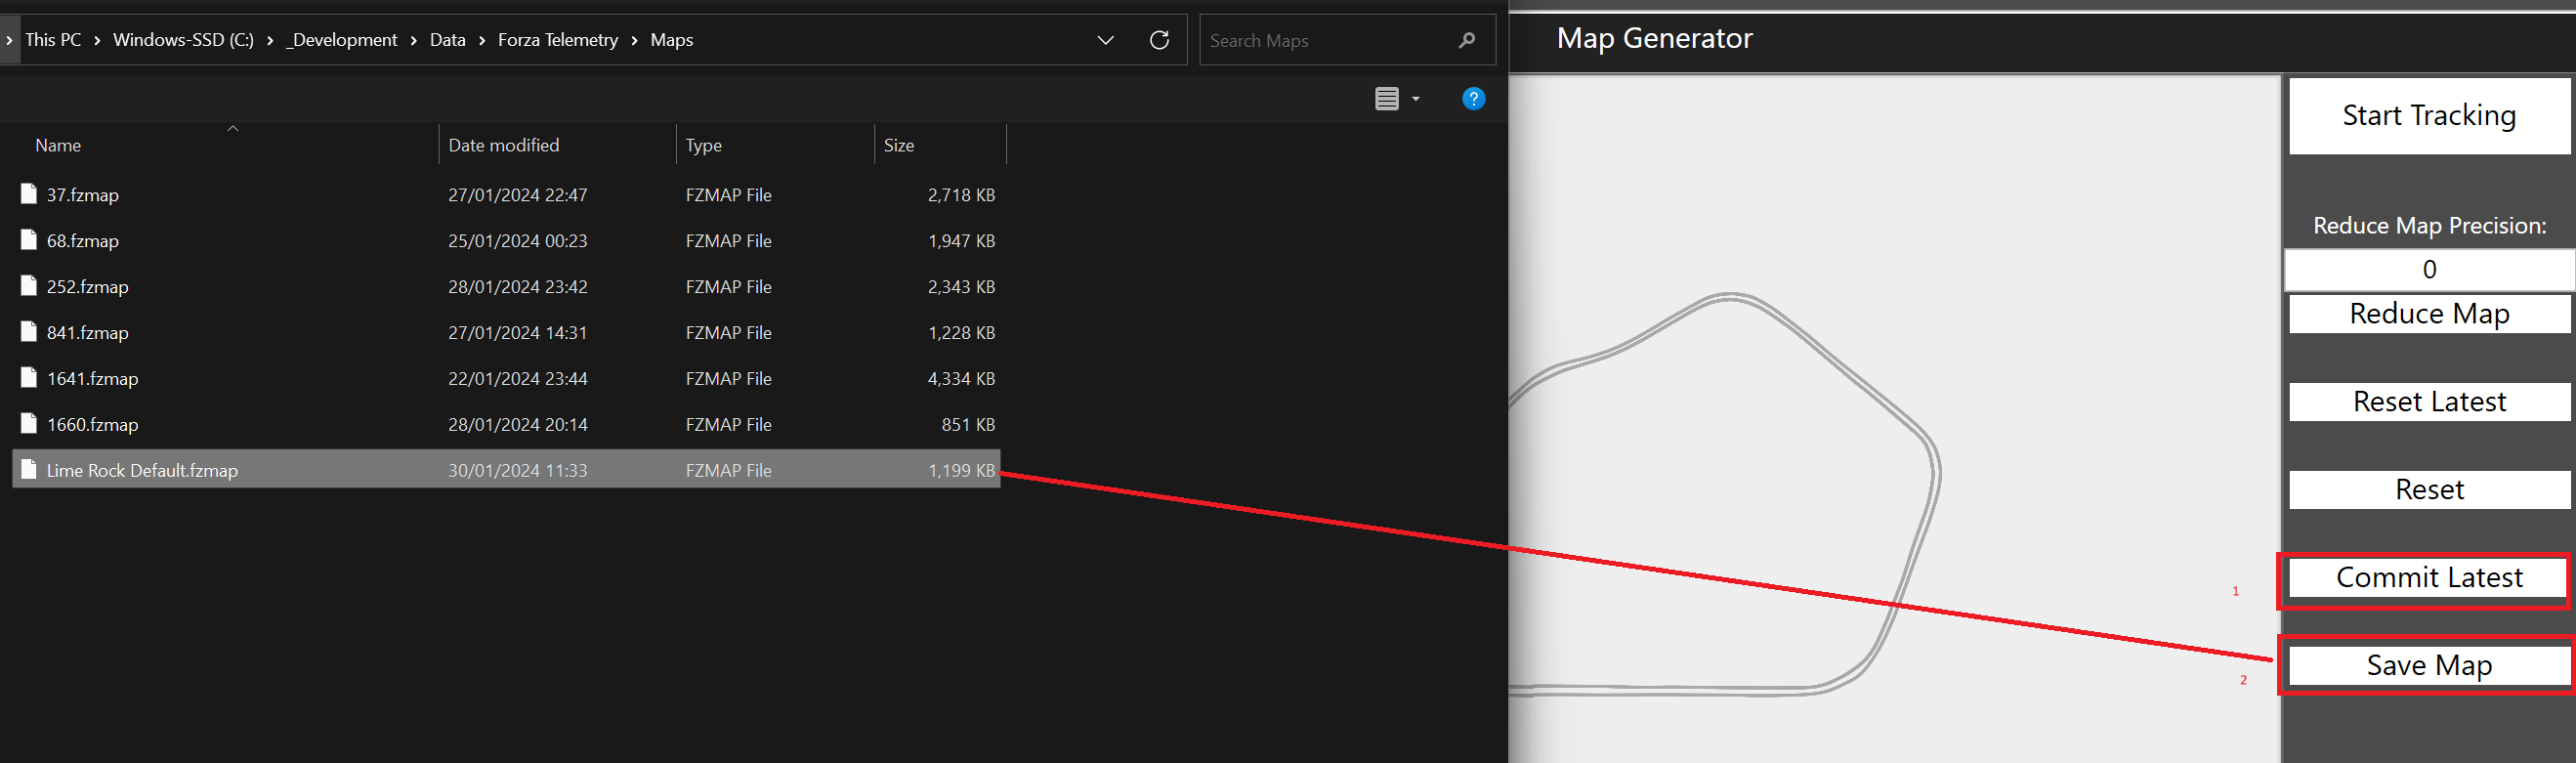 This PC > Windows-SSD (C:) > _Development > Data > Forza Telemetry > Maps
Search Maps
?
Name Date modified Type Size
37.fzmap 27/01/2024 22:47 FZMAP File 2,718 KB
68.fzmap 25/01/2024 00:23 FZMAP File 1,947 KB
252.fzmap 28/01/2024 23:42 FZMAP File 2,343 KB
841.fzmap 27/01/2024 14:31 FZMAP File 1,228 KB
1641.fzmap 22/01/2024 23:44 FZMAP File 4,334 KB
1660.fzmap 28/01/2024 20:14 FZMAP File 851 KB
Lime Rock Default.fzmap 30/01/2024 11:33 FZMAP File 1,199 KB
Map Generator
Start Tracking
Reduce Map Precision:
0
Reduce Map
Reset Latest
Reset
1 Commit Latest
2 Save Map